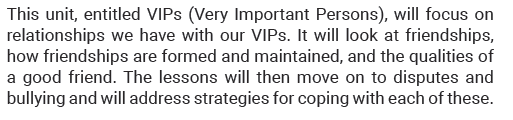 This unit, entitled VIPs (Very Important Persons), will focus on
relationships we have with our VIPs. It will look at friendships,
how friendships are formed and maintained, and the qualities of
a good friend. The lessons will then move on to disputes and
bullying and will address strategies for coping with each of these.